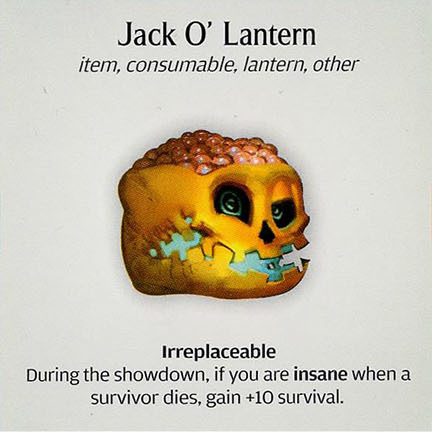 Jack O' Lantern
item, consumable, lantern, other
Irreplaceable
During the showdown, if you are insane when a
survivor dies, gain +10 survival.